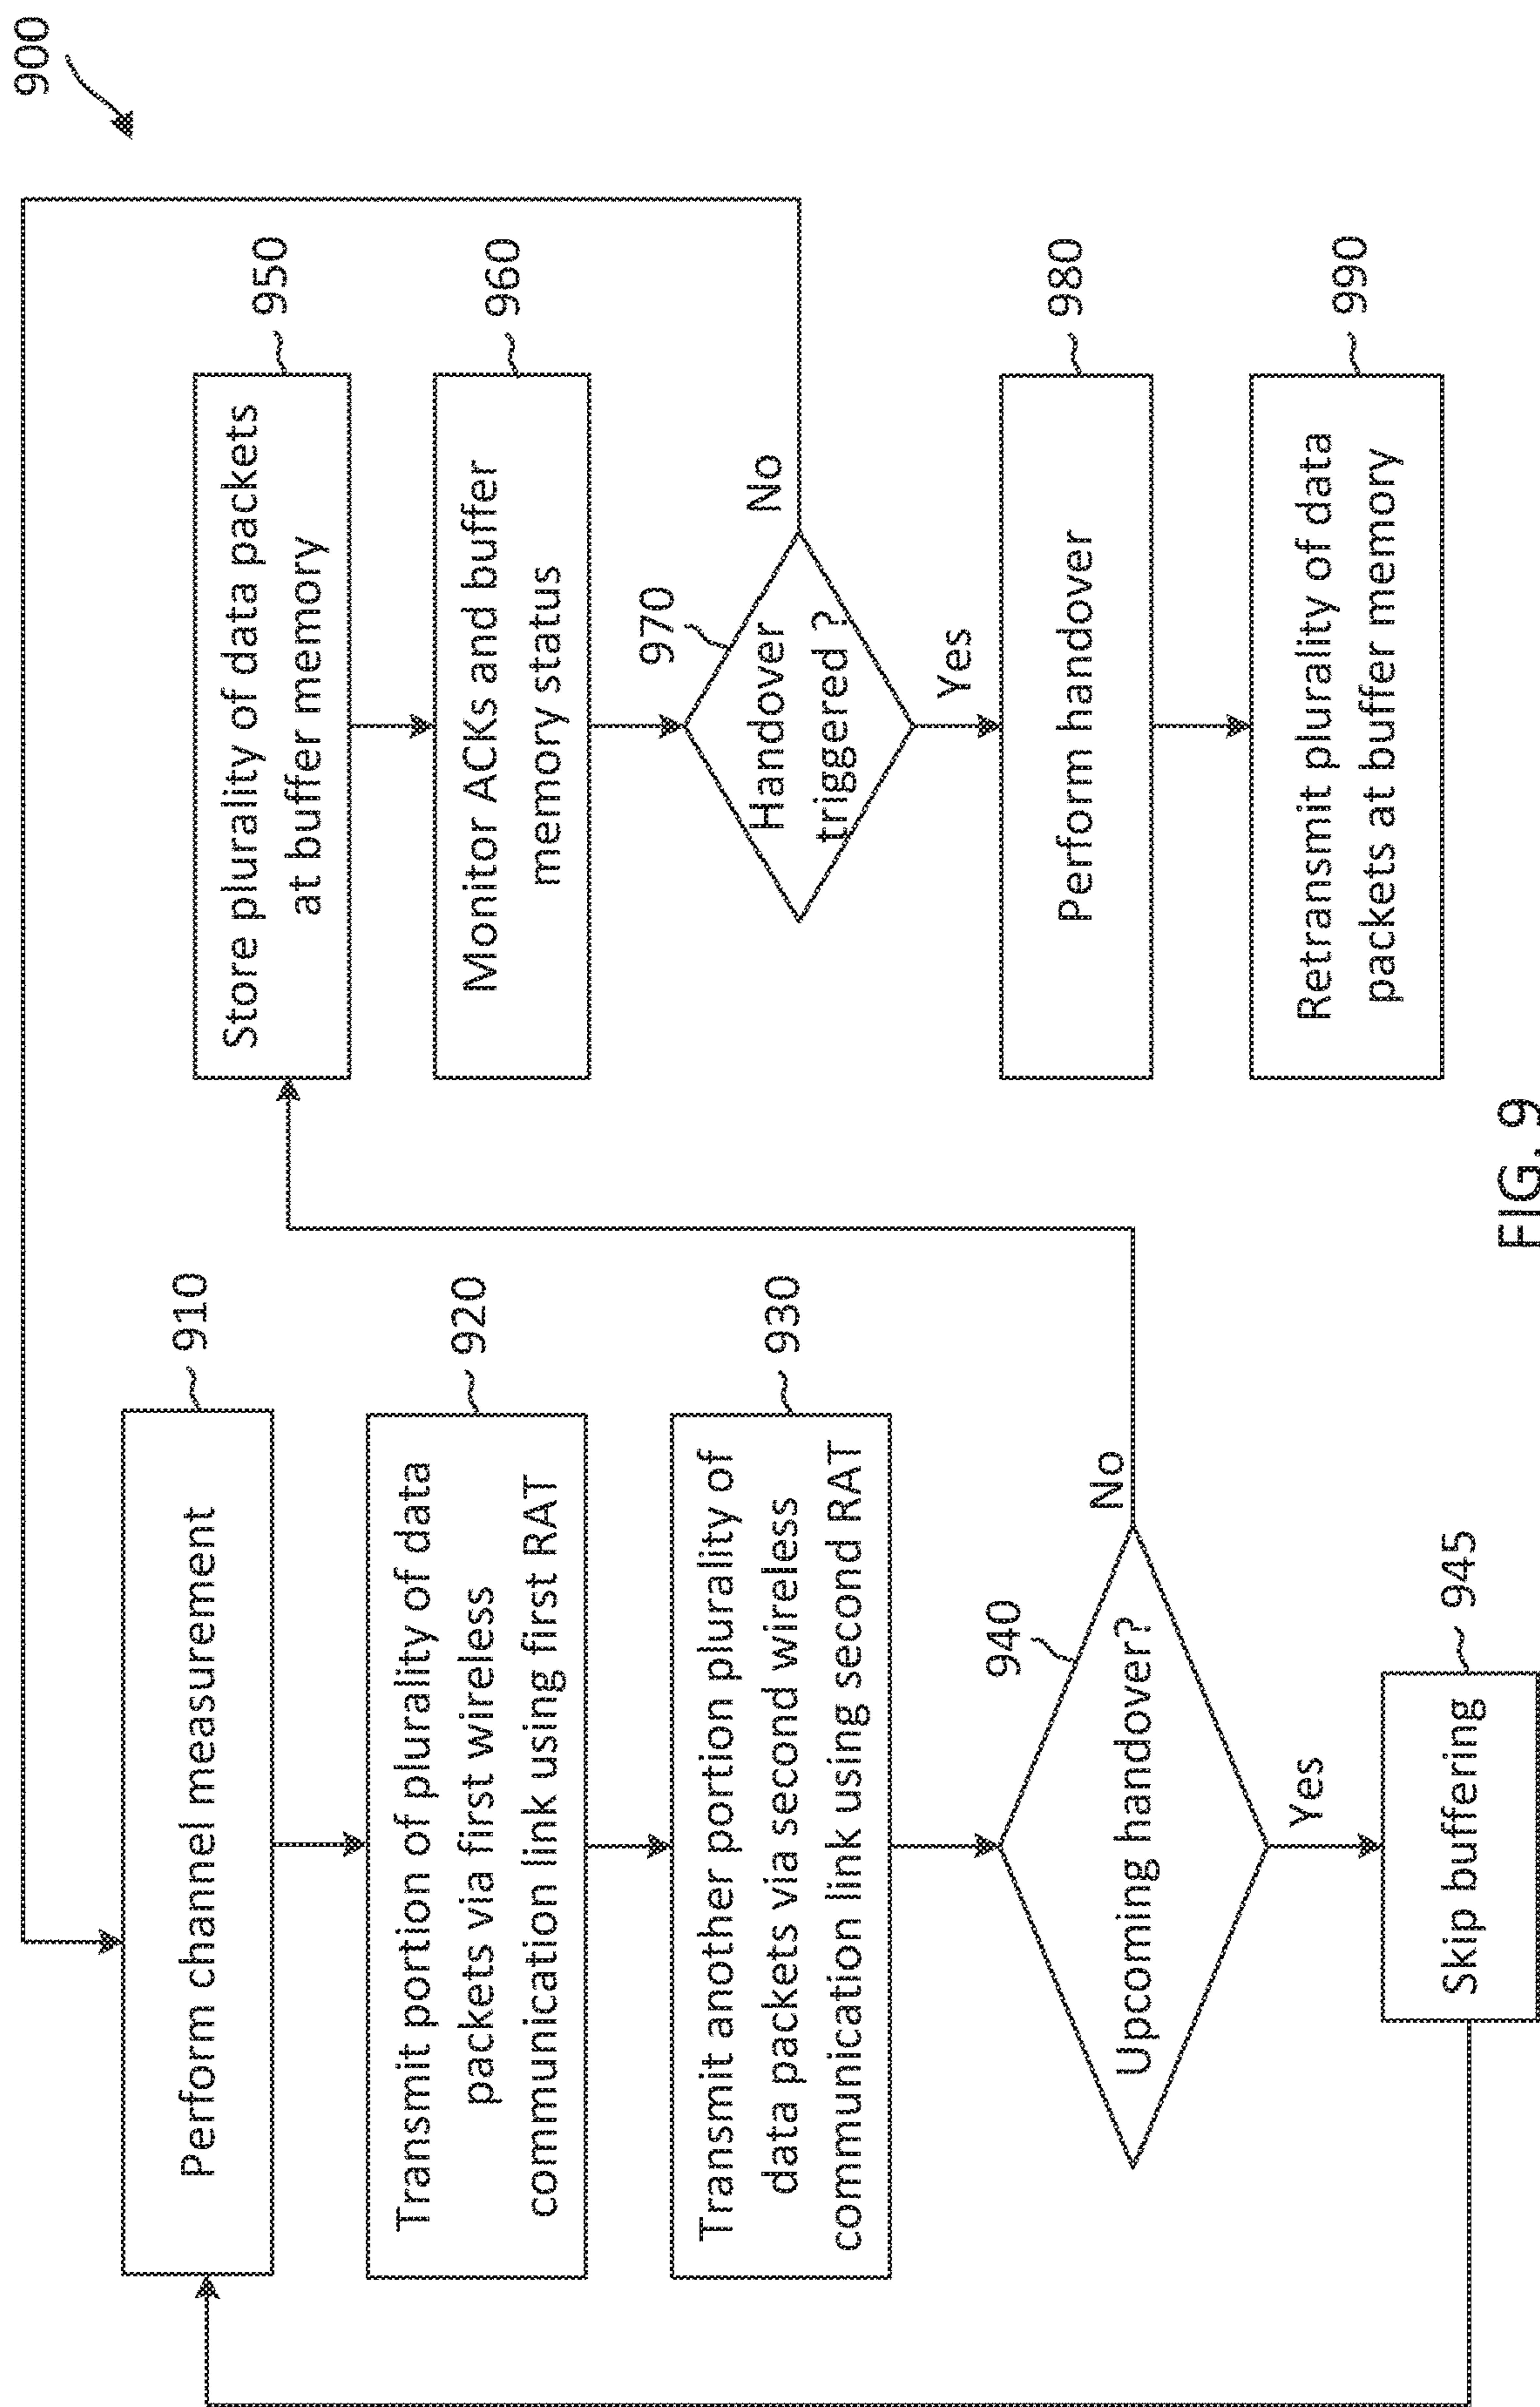 900
Perform channel measurement
910
Transmit portion of plurality of data
packets via first wireless
communication link using first RAT
920
Transmit another portion plurality of
data packets via second wireless
communication link using second RAT
930
Upcoming handover?
940
No
Yes
Skip buffering
945
Store plurality of data packets
at buffer memory
950
Monitor ACKs and buffer
memory status
960
Handover
triggered ?
970
No
Yes
Perform handover
980
Retransmit plurality of data
packets at buffer memory
990
FIG. 9